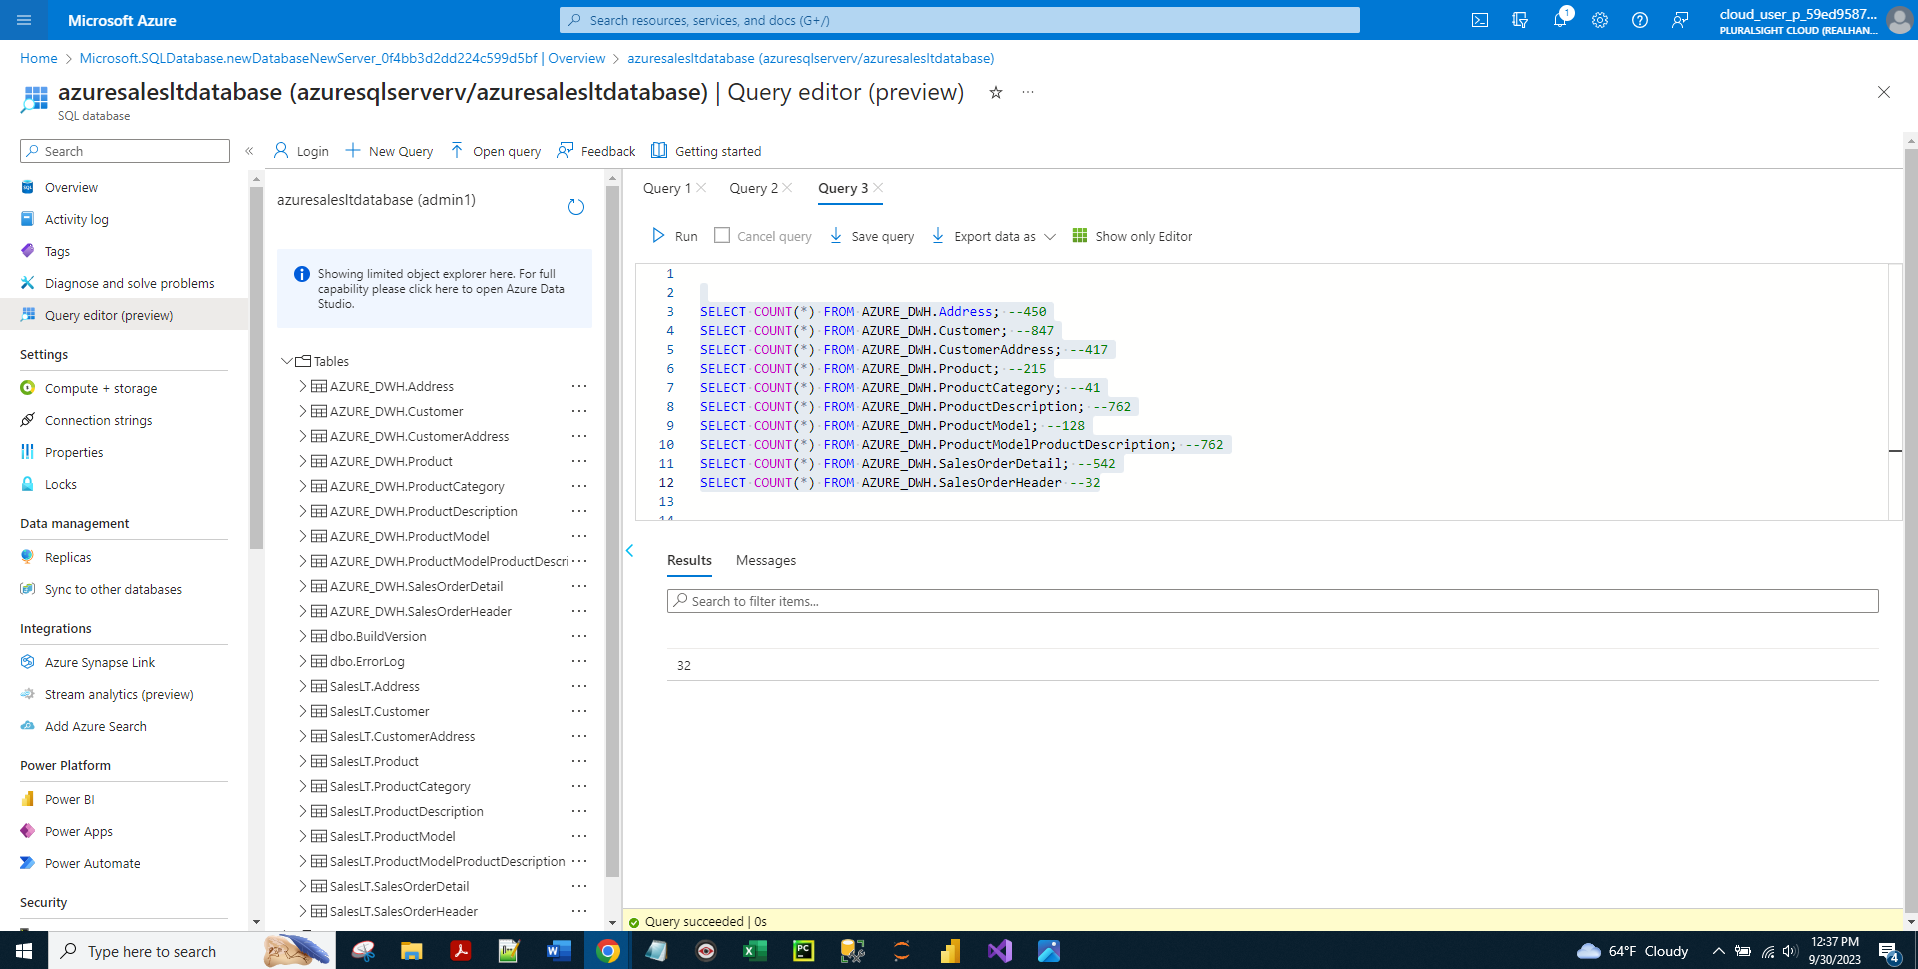 Microsoft Azure
Search resources, services, and docs (G+/)
1
cloud_user_p_59ed9587...
PLURALSIGHT CLOUD (REALHAN...
Home > Microsoft.SQLDatabase.newDatabaseNewServer_0f4bb3d2dd224c599d5bf | Overview > azuresalesltdatabase (azuresqlserverv/azuresalesltdatabase)
azuresalesltdatabase (azuresqlserverv/azuresalesltdatabase) | Query editor (preview)
SQL database
Search
Login
New Query
Open query
Feedback
Getting started
Overview
Activity log
Tags
Diagnose and solve problems
Query editor (preview)
Settings
Compute + storage
Connection strings
Properties
Locks
Data management
Replicas
Sync to other databases
Integrations
Azure Synapse Link
Stream analytics (preview)
Add Azure Search
Power Platform
Power BI
Power Apps
Power Automate
Security
azuresalesltdatabase (admin1)
Showing limited object explorer here. For full
capability please click here to open Azure Data
Studio.
Tables
AZURE_DWH.Address
AZURE_DWH.Customer
AZURE_DWH.CustomerAddress
AZURE_DWH.Product
AZURE_DWH.ProductCategory
AZURE_DWH.ProductDescription
AZURE_DWH.ProductModel
AZURE_DWH.ProductModelProductDescri
AZURE_DWH.SalesOrderDetail
AZURE_DWH.SalesOrderHeader
dbo.BuildVersion
dbo.ErrorLog
SalesLT.Address
SalesLT.Customer
SalesLT.CustomerAddress
SalesLT.Product
SalesLT.ProductCategory
SalesLT.ProductDescription
SalesLT.ProductModel
SalesLT.ProductModelProductDescription
SalesLT.SalesOrderDetail
SalesLT.SalesOrderHeader
Query 1
Query 2
Query 3
Run
Cancel query
Save query
Export data as
Show only Editor
1
2
3 SELECT COUNT(*) FROM AZURE_DWH.Address; --450
4 SELECT COUNT(*) FROM AZURE_DWH.Customer; --847
5 SELECT COUNT(*) FROM AZURE_DWH.CustomerAddress; --417
6 SELECT COUNT(*) FROM AZURE_DWH.Product; --215
7 SELECT COUNT(*) FROM AZURE_DWH.ProductCategory; --41
8 SELECT COUNT(*) FROM AZURE_DWH.ProductDescription; --762
9 SELECT COUNT(*) FROM AZURE_DWH.ProductModel; --128
10 SELECT COUNT(*) FROM AZURE_DWH.ProductModelProductDescription; --762
11 SELECT COUNT(*) FROM AZURE_DWH.SalesOrderDetail; --542
12 SELECT COUNT(*) FROM AZURE_DWH.SalesOrderHeader --32
13
14
Results
Messages
Search to filter items...
32
Query succeeded | 0s
Type here to search
64°F Cloudy
12:37 PM
9/30/2023
4